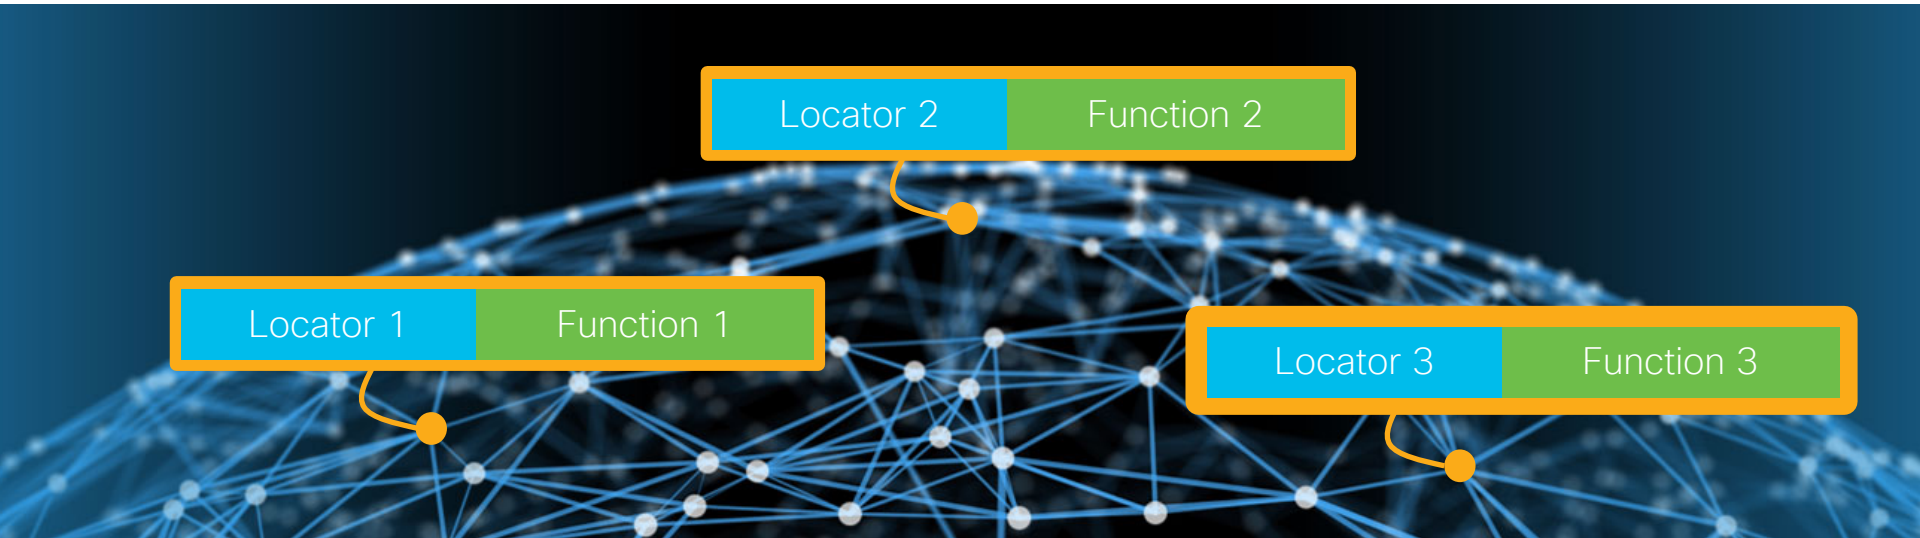 Locator 2 Function 2
Locator 1 Function 1
Locator 3 Function 3